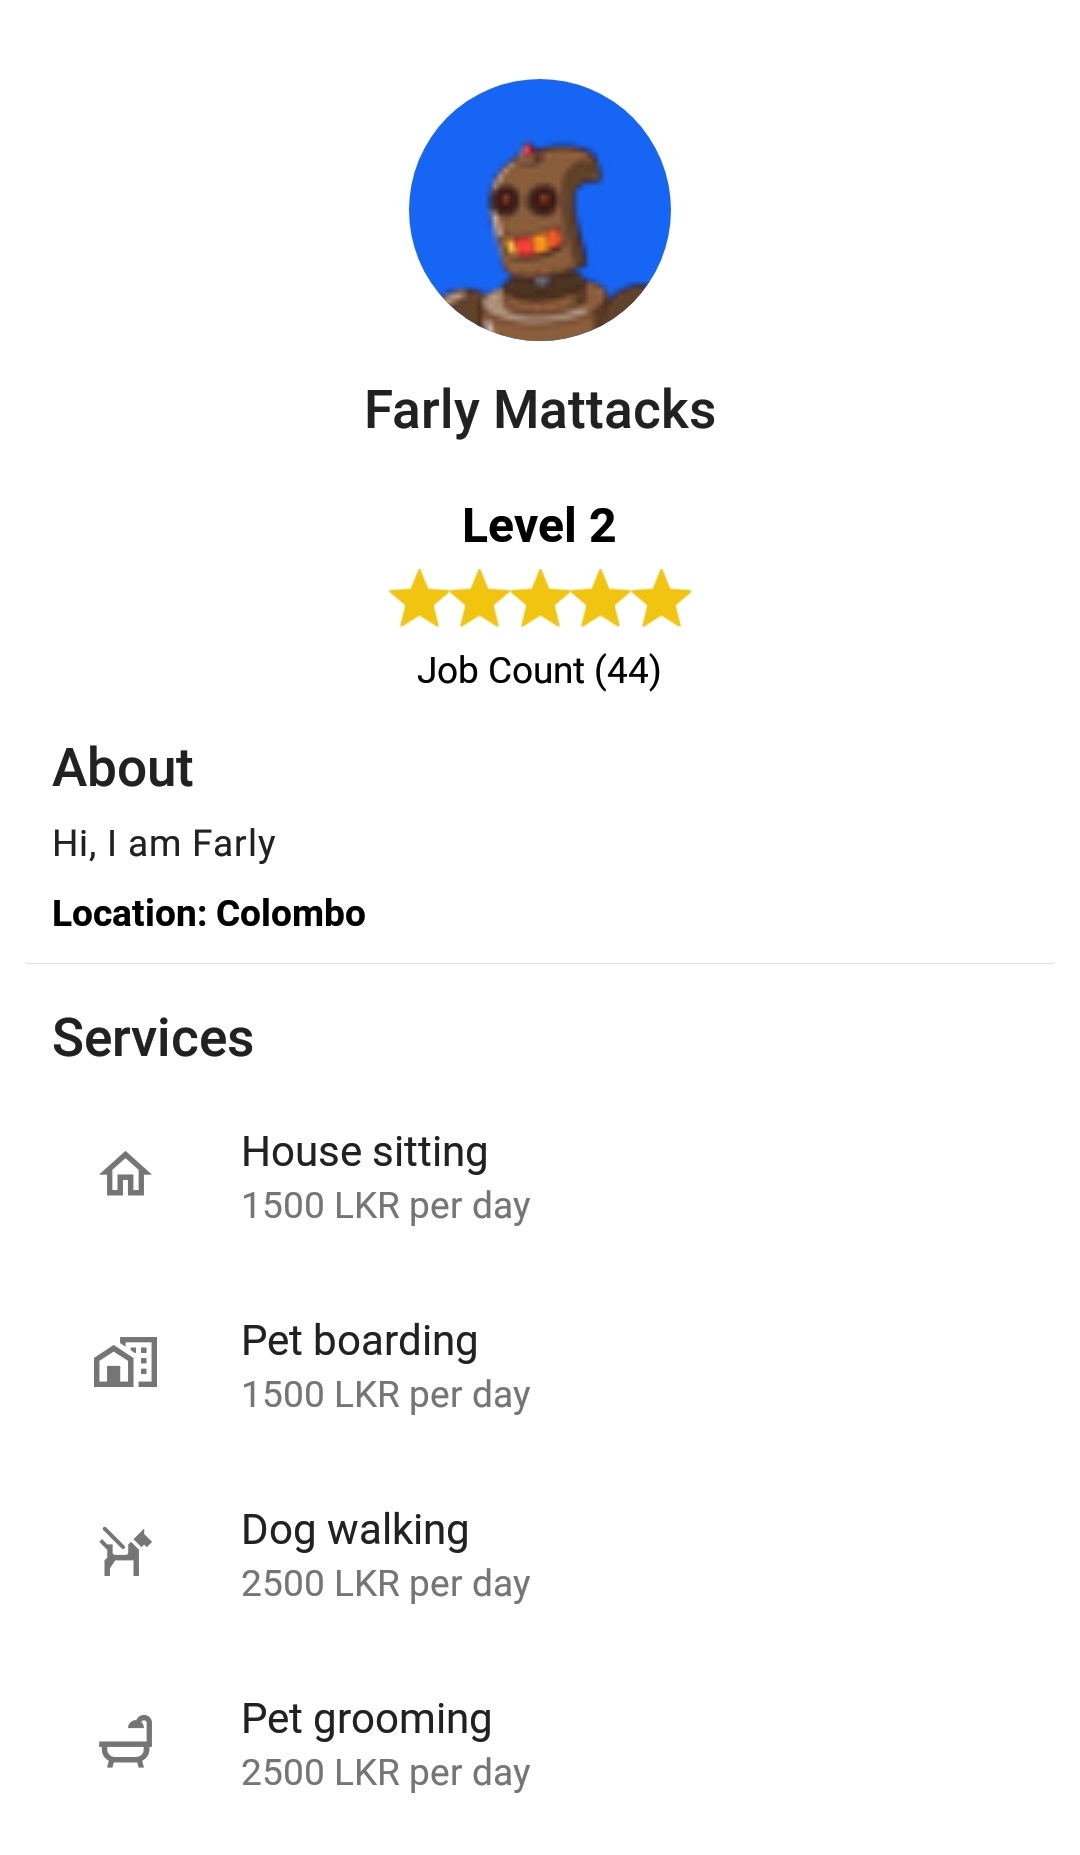 Farly Mattacks
Level 2
Job Count (44)
About
Hi, I am Farly
Location: Colombo
Services
House sitting
1500 LKR per day
Pet boarding
1500 LKR per day
Dog walking
2500 LKR per day
Pet grooming
2500 LKR per day